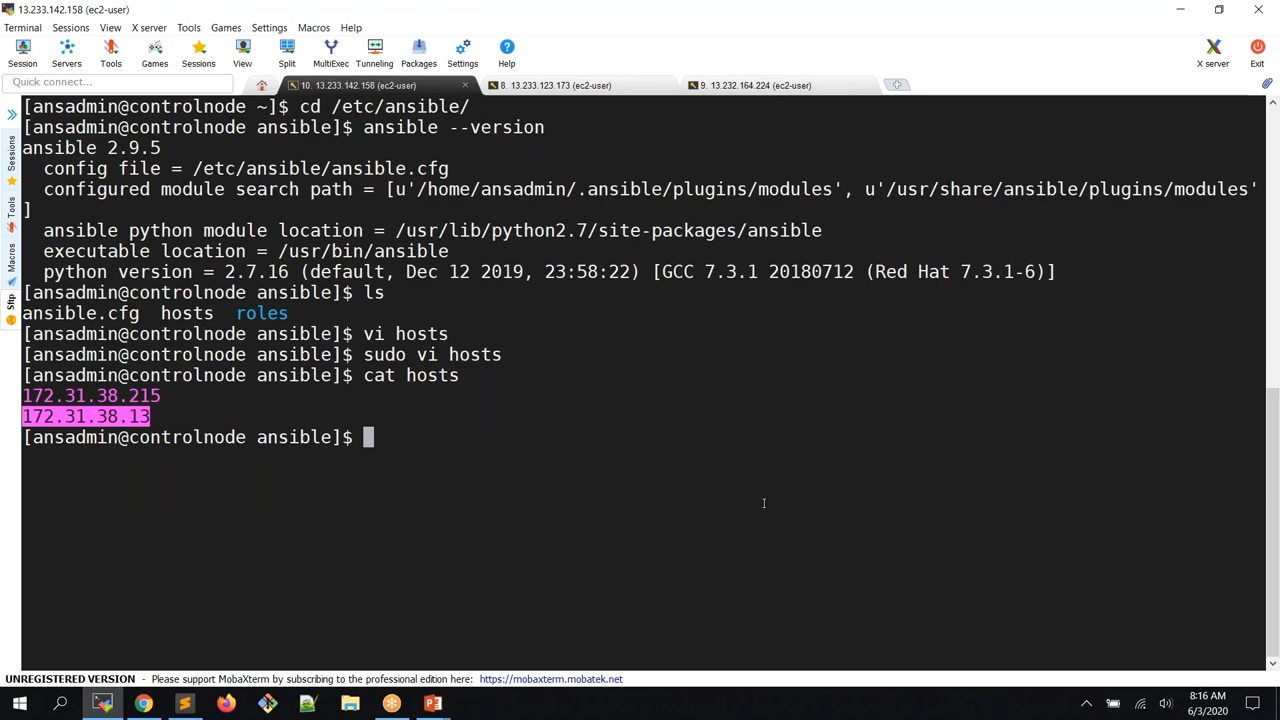 13.233.142.158 (ec2-user)
Terminal Sessions View X server Tools Games Settings Macros Help
Session Servers Tools Games Sessions View Split MultiExec Tunneling Packages Settings Help X server Exit
Quick connect...
10. 13.233.142.158 (ec2-user) 8. 13.233.123.173 (ec2-user) 9. 13.232.164.224 (ec2-user)
Sessions
Tools
Macros
Sftp
[ansadmin@controlnode ~]$ cd /etc/ansible/
[ansadmin@controlnode ansible]$ ansible --version
ansible 2.9.5
config file = /etc/ansible/ansible.cfg
configured module search path = [u'/home/ansadmin/.ansible/plugins/modules', u'/usr/share/ansible/plugins/modules'
]
ansible python module location = /usr/lib/python2.7/site-packages/ansible
executable location = /usr/bin/ansible
python version = 2.7.16 (default, Dec 12 2019, 23:58:22) [GCC 7.3.1 20180712 (Red Hat 7.3.1-6)]
[ansadmin@controlnode ansible]$ ls
ansible.cfg hosts roles
[ansadmin@controlnode ansible]$ vi hosts
[ansadmin@controlnode ansible]$ sudo vi hosts
[ansadmin@controlnode ansible]$ cat hosts
172.31.38.215
172.31.38.13
[ansadmin@controlnode ansible]$
UNREGISTERED VERSION - Please support MobaXterm by subscribing to the professional edition here: https://mobaxterm.mobatek.net
8:16 AM
6/3/2020